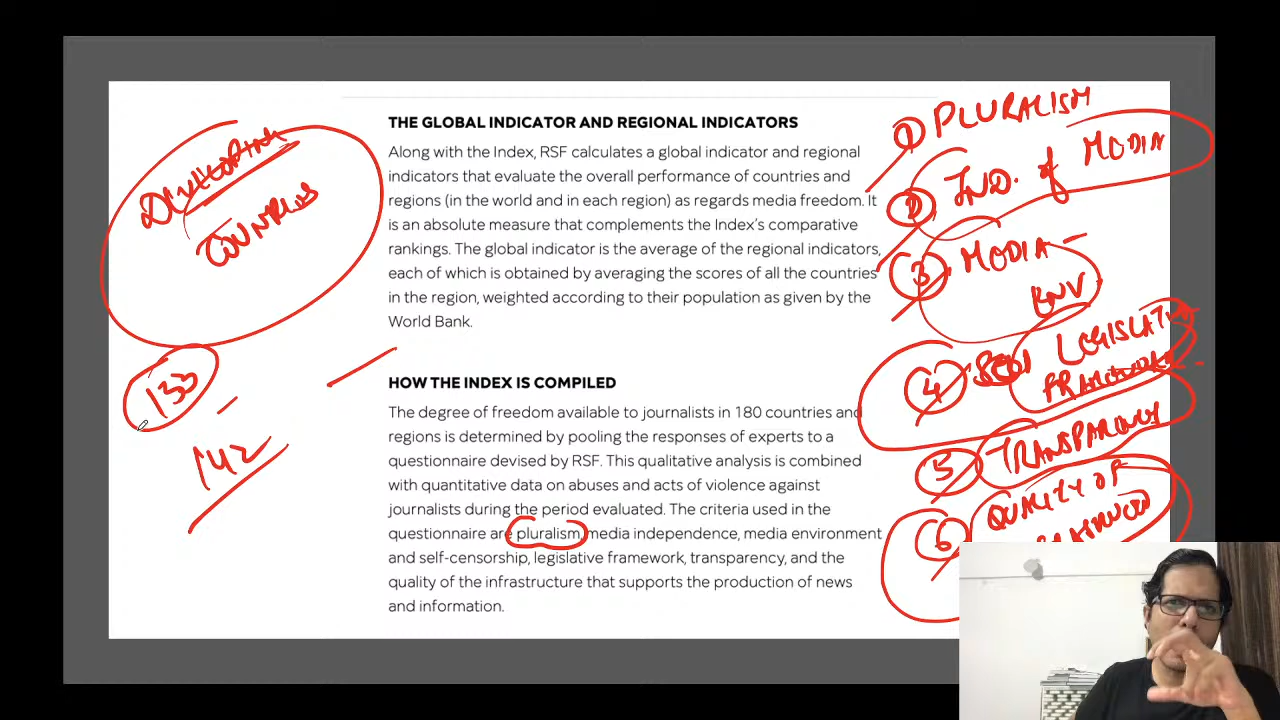 THE GLOBAL INDICATOR AND REGIONAL INDICATORS
Along with the Index, RSF calculates a global indicator and regional
indicators that evaluate the overall performance of countries and
regions (in the world and in each region) as regards media freedom. It
is an absolute measure that complements the Index's comparative
rankings. The global indicator is the average of the regional indicators,
each of which is obtained by averaging the scores of all the countries
in the region, weighted according to their population as given by the
World Bank.
HOW THE INDEX IS COMPILED
The degree of freedom available to journalists in 180 countries and
regions is determined by pooling the responses of experts to a
questionnaire devised by RSF. This qualitative analysis is combined
with quantitative data on abuses and acts of violence against
journalists during the period evaluated. The criteria used in the
questionnaire are pluralism, media independence, media environment
and self-censorship, legislative framework, transparency, and the
quality of the infrastructure that supports the production of news
and information.
DEVELOPING
COUNTRIES
133
142
1 PLURALISM
2 IND. of MEDIA
3 MEDIA
ENV
4 LEGISLATIVE
FRAMEWORK
5 TRANSPARENCY
6 QUALITY OF